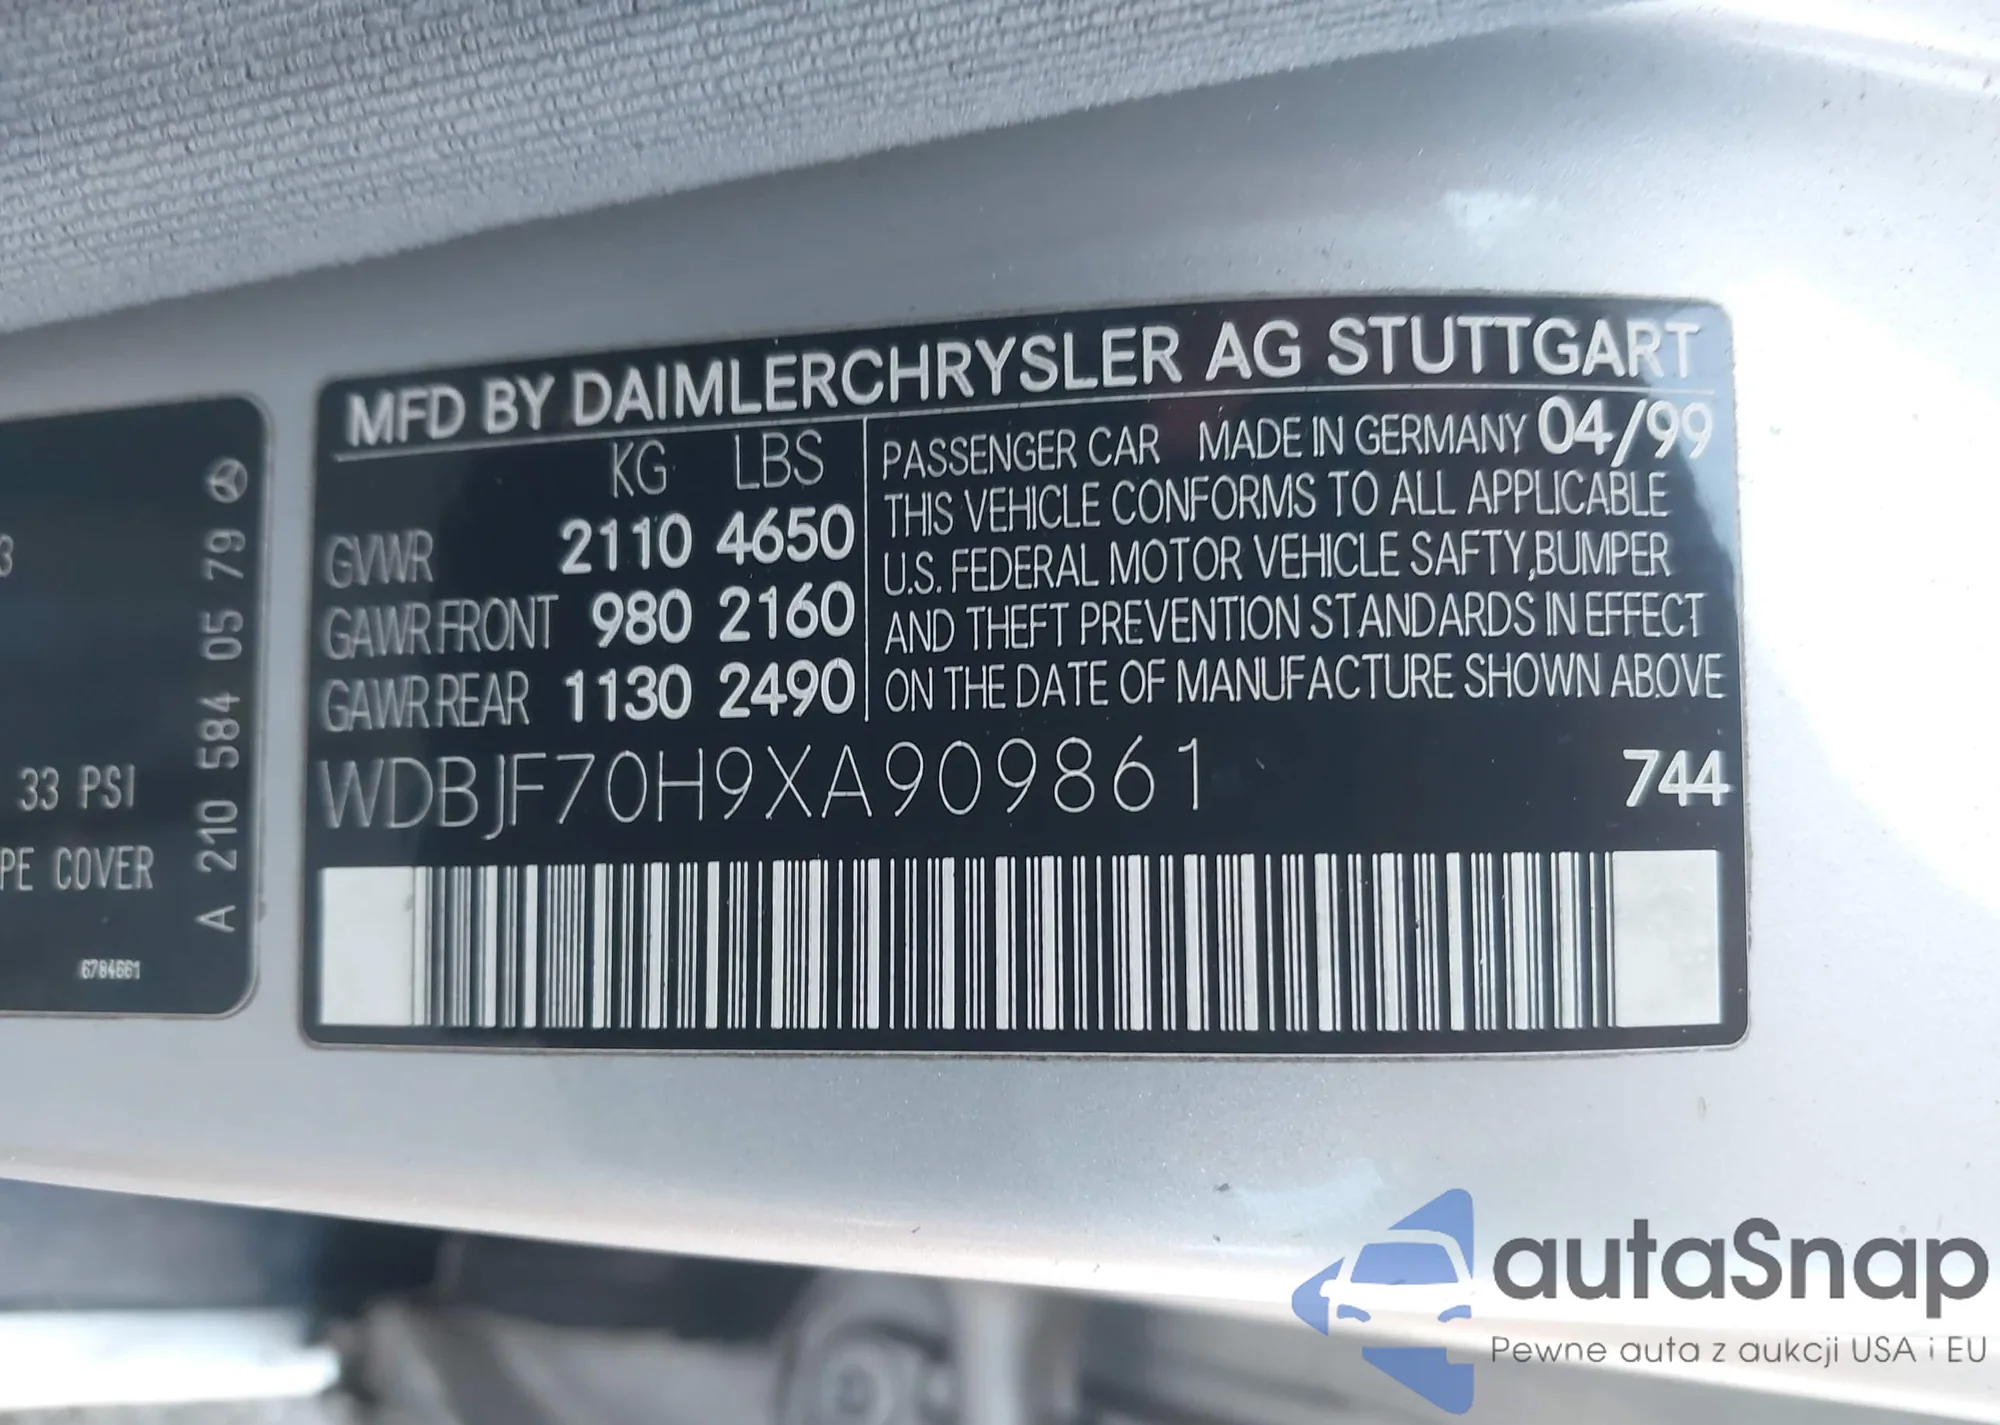 MFD BY DAIMLERCHRYSLER AG STUTTGART
KG LBS
GVWR 2110 4650
GAWR FRONT 980 2160
GAWR REAR 1130 2490
PASSENGER CAR MADE IN GERMANY 04/99
THIS VEHICLE CONFORMS TO ALL APPLICABLE
U.S. FEDERAL MOTOR VEHICLE SAFTY,BUMPER
AND THEFT PREVENTION STANDARDS IN EFFECT
ON THE DATE OF MANUFACTURE SHOWN ABOVE
WDBJF70H9XA909861 744
3
33 PSI
PE COVER
6784661
A 210 584 05 79
autaSnap
Pewne auta z aukcji USA i EU